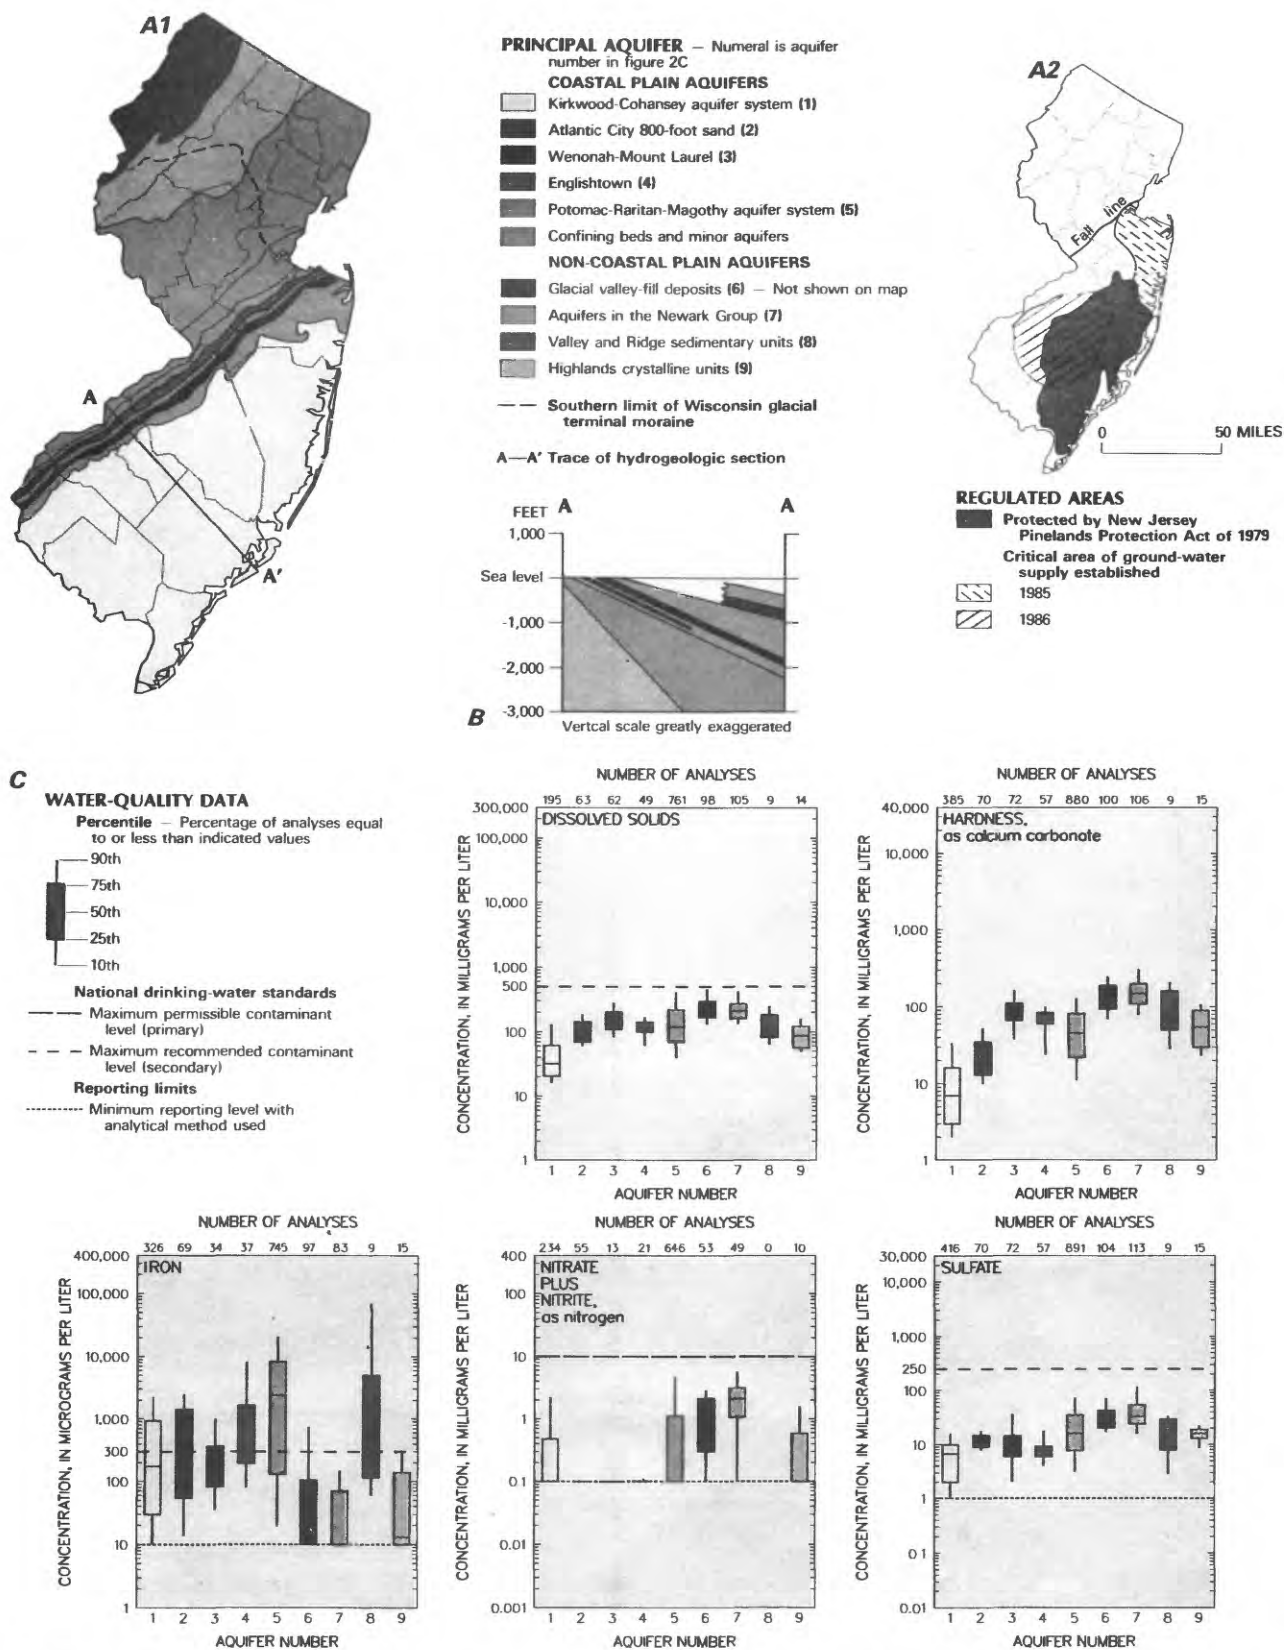 A1
PRINCIPAL AQUIFER – Numeral is aquifer
number in figure 2C
COASTAL PLAIN AQUIFERS
Kirkwood-Cohansey aquifer system (1)
Atlantic City 800-foot sand (2)
Wenonah-Mount Laurel (3)
Englishtown (4)
Potomac-Raritan-Magothy aquifer system (5)
Confining beds and minor aquifers
NON-COASTAL PLAIN AQUIFERS
Glacial valley-fill deposits (6) – Not shown on map
Aquifers in the Newark Group (7)
Valley and Ridge sedimentary units (8)
Highlands crystalline units (9)
Southern limit of Wisconsin glacial
terminal moraine
A—A' Trace of hydrogeologic section
A
A'
A2
Fall line
0 50 MILES
REGULATED AREAS
Protected by New Jersey
Pinelands Protection Act of 1979
Critical area of ground-water
supply established
1985
1986
FEET A A
1,000
Sea level
-1,000
-2,000
-3,000
B
Vertcal scale greatly exaggerated
C
WATER-QUALITY DATA
Percentile – Percentage of analyses equal
to or less than indicated values
90th
75th
50th
25th
10th
National drinking-water standards
Maximum permissible contaminant
level (primary)
Maximum recommended contaminant
level (secondary)
Reporting limits
Minimum reporting level with
analytical method used
NUMBER OF ANALYSES
195 63 62 49 761 98 105 9 14
DISSOLVED SOLIDS
CONCENTRATION, IN MILLIGRAMS PER LITER
300,000
100,000
10,000
1,000
500
100
10
1
1 2 3 4 5 6 7 8 9
AQUIFER NUMBER
NUMBER OF ANALYSES
385 70 72 57 880 100 106 9 15
HARDNESS,
as calcium carbonate
CONCENTRATION, IN MILLIGRAMS PER LITER
40,000
10,000
1,000
100
10
1
1 2 3 4 5 6 7 8 9
AQUIFER NUMBER
NUMBER OF ANALYSES
326 69 34 37 745 97 83 9 15
IRON
CONCENTRATION, IN MICROGRAMS PER LITER
400,000
100,000
10,000
1,000
300
100
10
1
1 2 3 4 5 6 7 8 9
AQUIFER NUMBER
NUMBER OF ANALYSES
234 55 13 21 646 53 49 0 10
NITRATE
PLUS
NITRITE,
as nitrogen
CONCENTRATION, IN MILLIGRAMS PER LITER
400
100
10
1
0.1
0.01
0.001
1 2 3 4 5 6 7 8 9
AQUIFER NUMBER
NUMBER OF ANALYSES
416 70 72 57 891 104 113 9 15
SULFATE
CONCENTRATION, IN MILLIGRAMS PER LITER
30,000
10,000
1,000
250
100
10
1
0.1
0.01
1 2 3 4 5 6 7 8 9
AQUIFER NUMBER